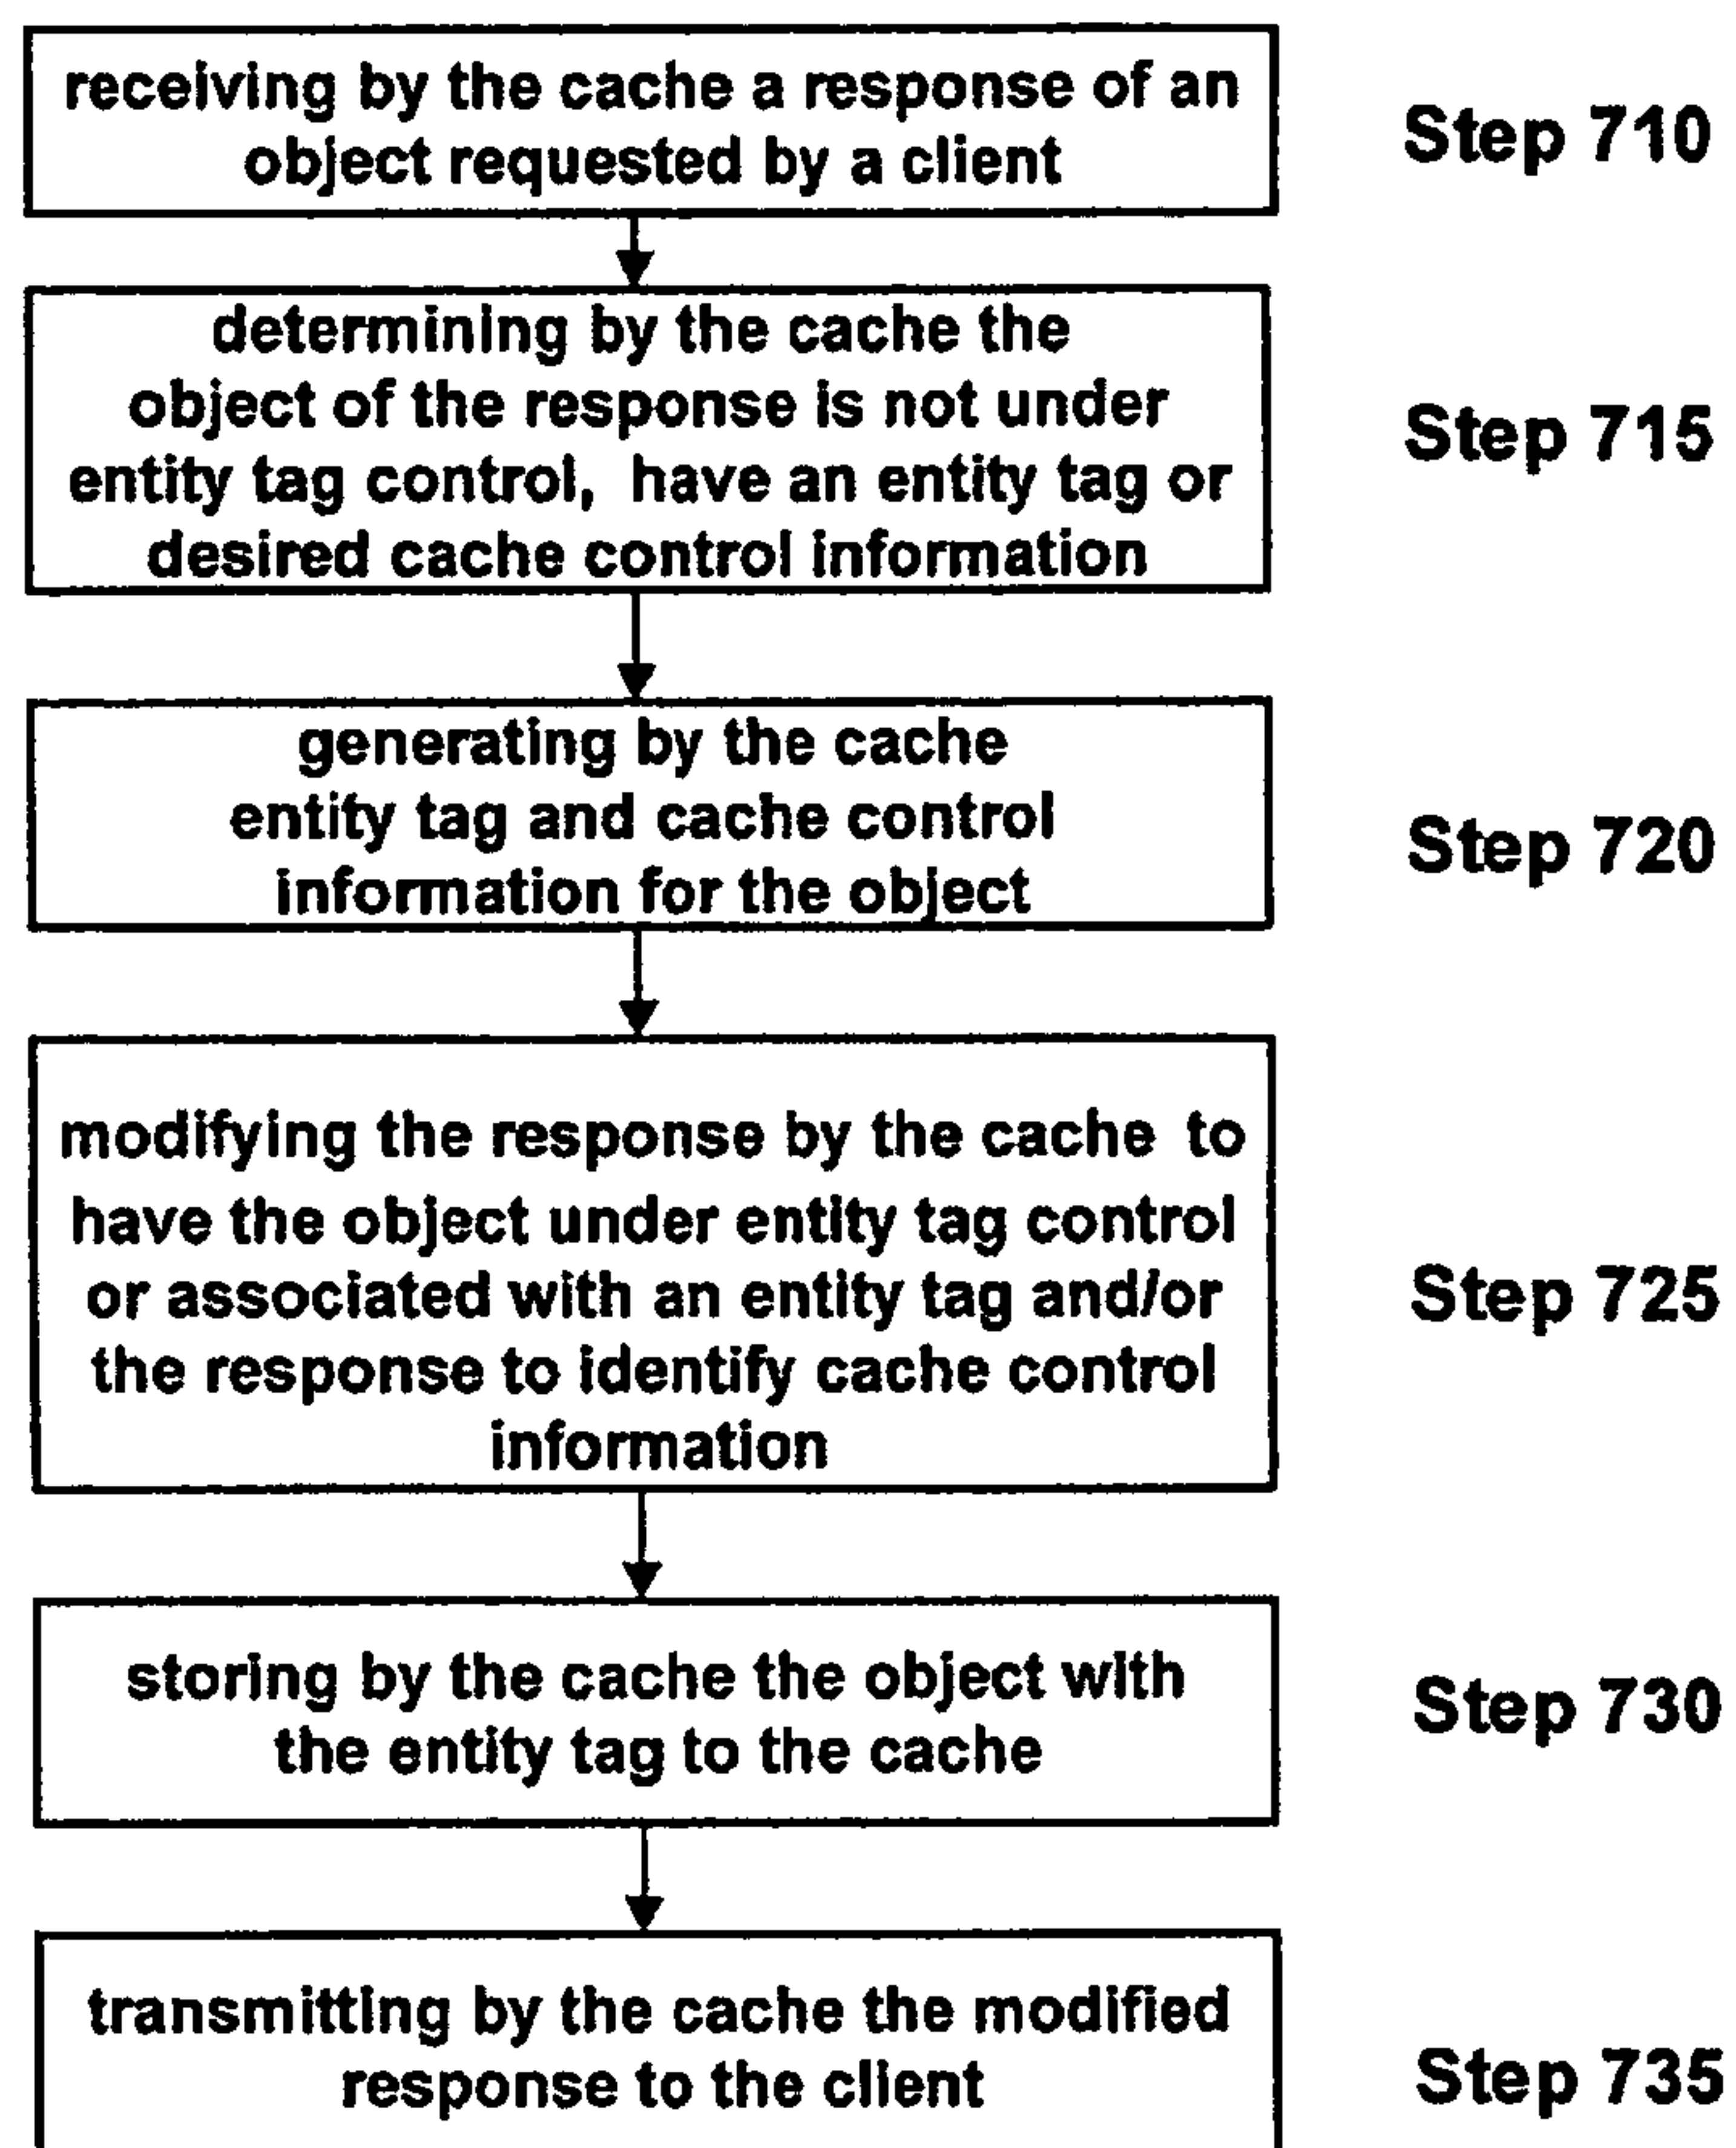 receiving by the cache a response of an
object requested by a client
Step 710
determining by the cache the
object of the response is not under
entity tag control, have an entity tag or
desired cache control information
Step 715
generating by the cache
entity tag and cache control
information for the object
Step 720
modifying the response by the cache to
have the object under entity tag control
or associated with an entity tag and/or
the response to identify cache control
information
Step 725
storing by the cache the object with
the entity tag to the cache
Step 730
transmitting by the cache the modified
response to the client
Step 735